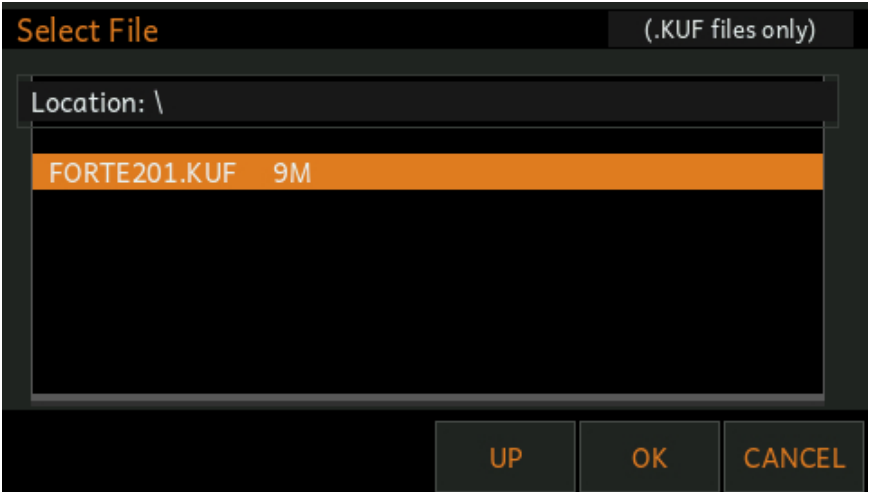 Select File (.KUF files only)
Location: \
FORTE201.KUF 9M
UP OK CANCEL